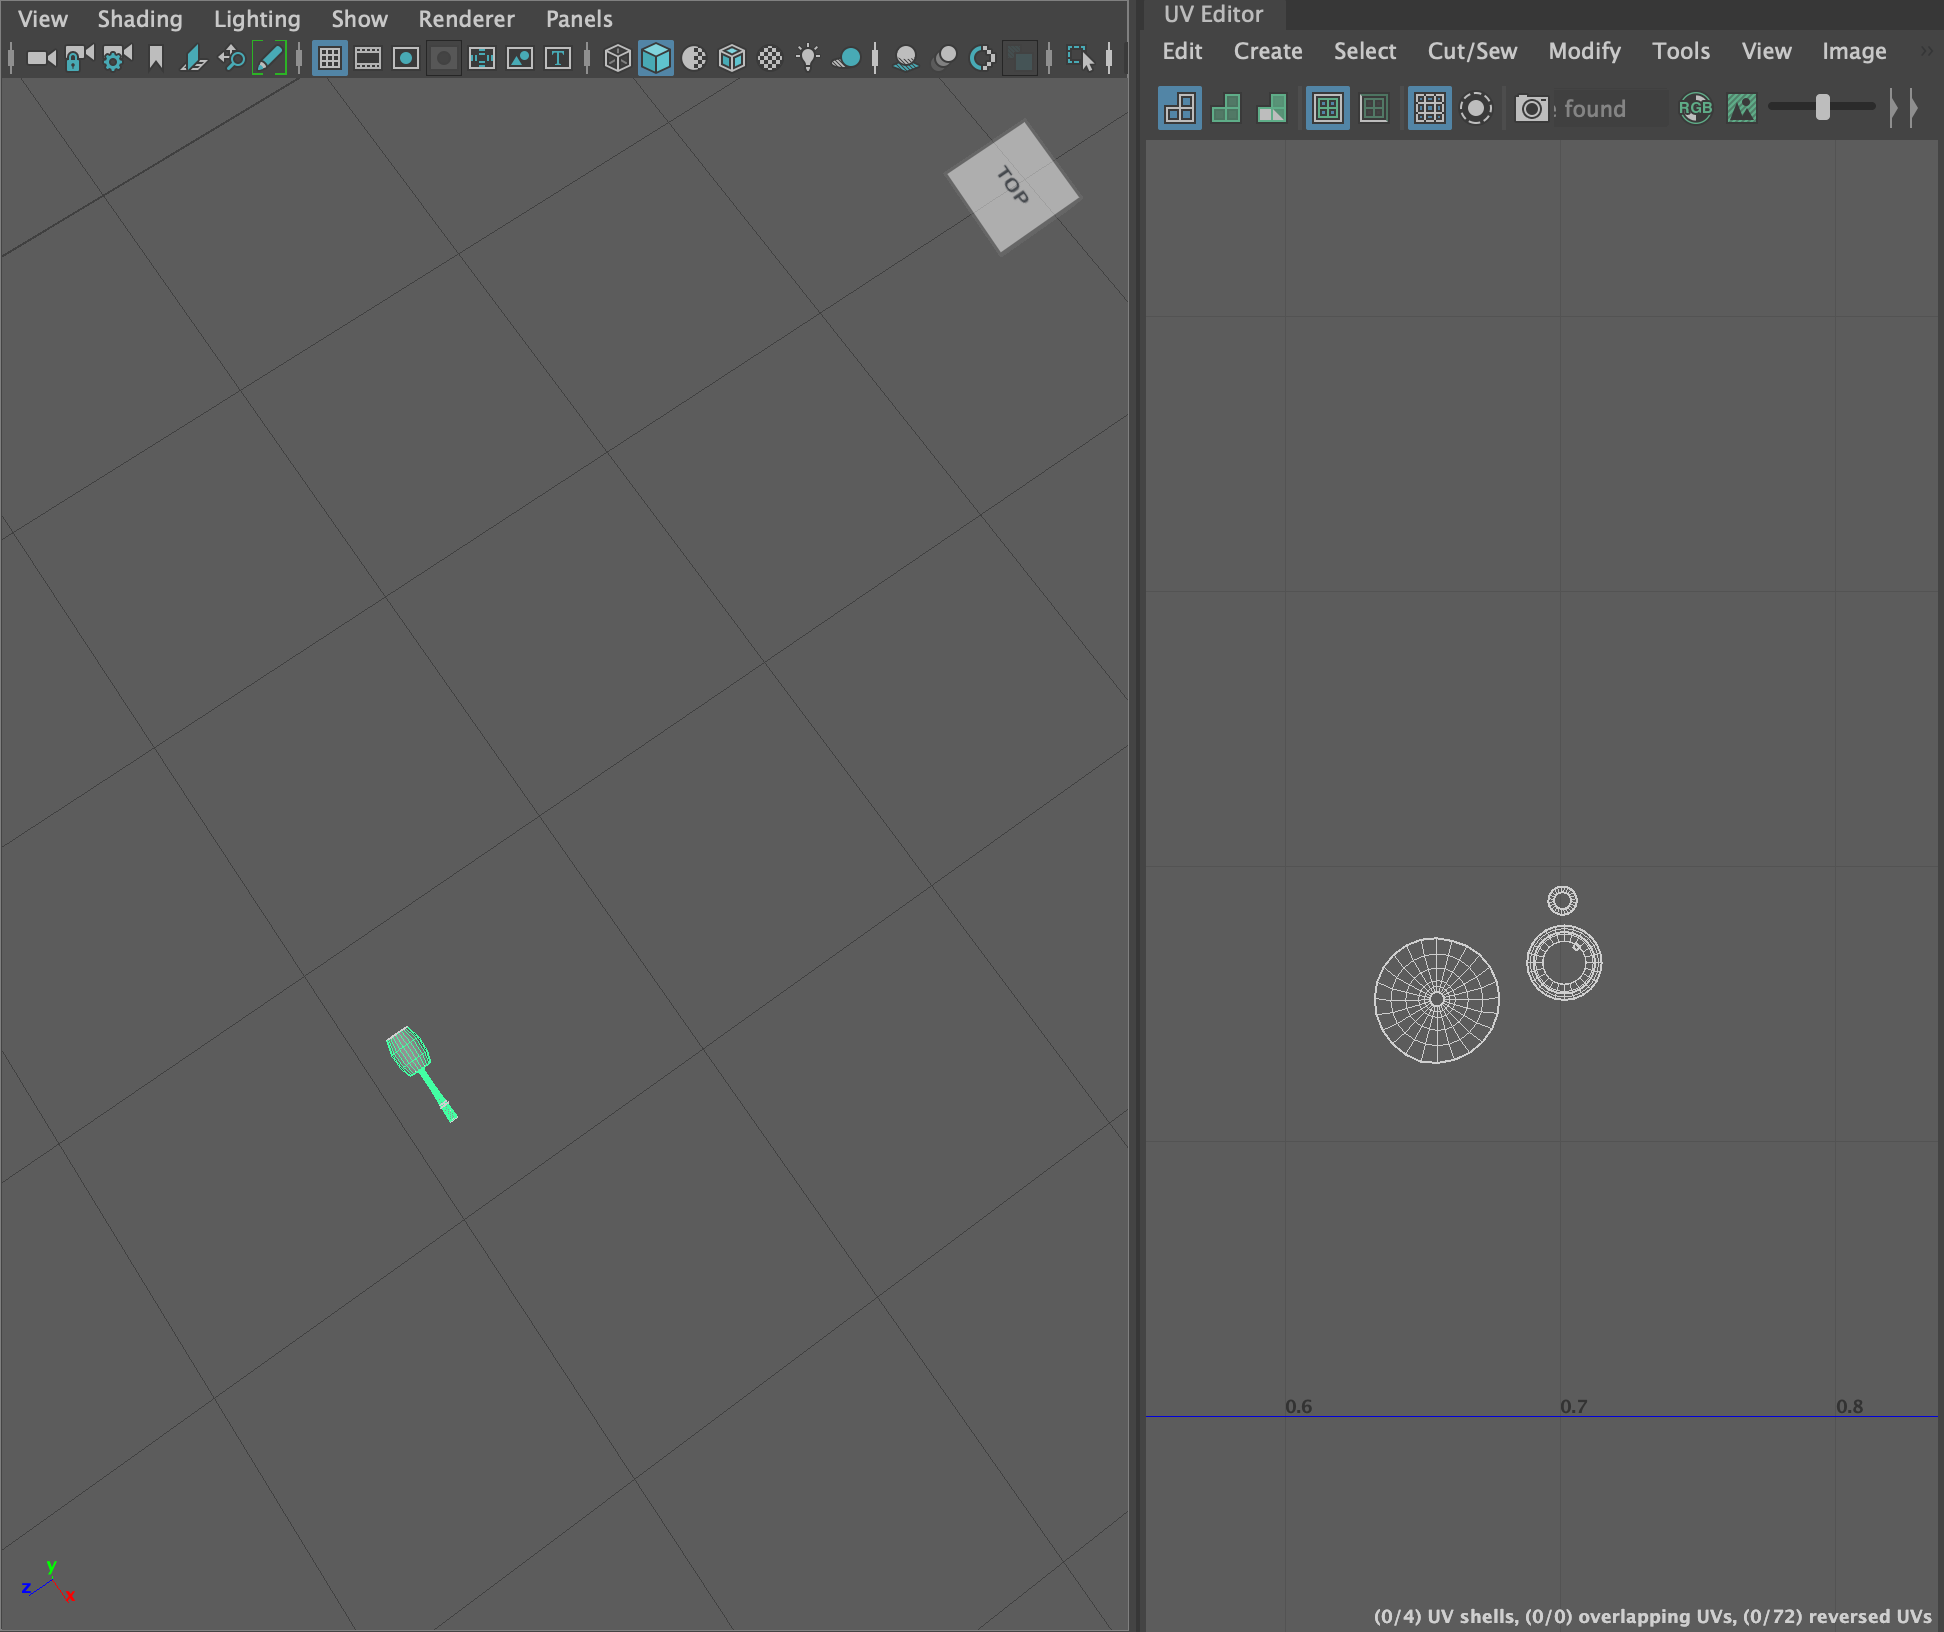 View Shading Lighting Show Renderer Panels
T
TOP
y
z
x
UV Editor
Edit Create Select Cut/Sew Modify Tools View Image
found
RGB
0.6 0.7 0.8
(0/4) UV shells, (0/0) overlapping UVs, (0/72) reversed UVs